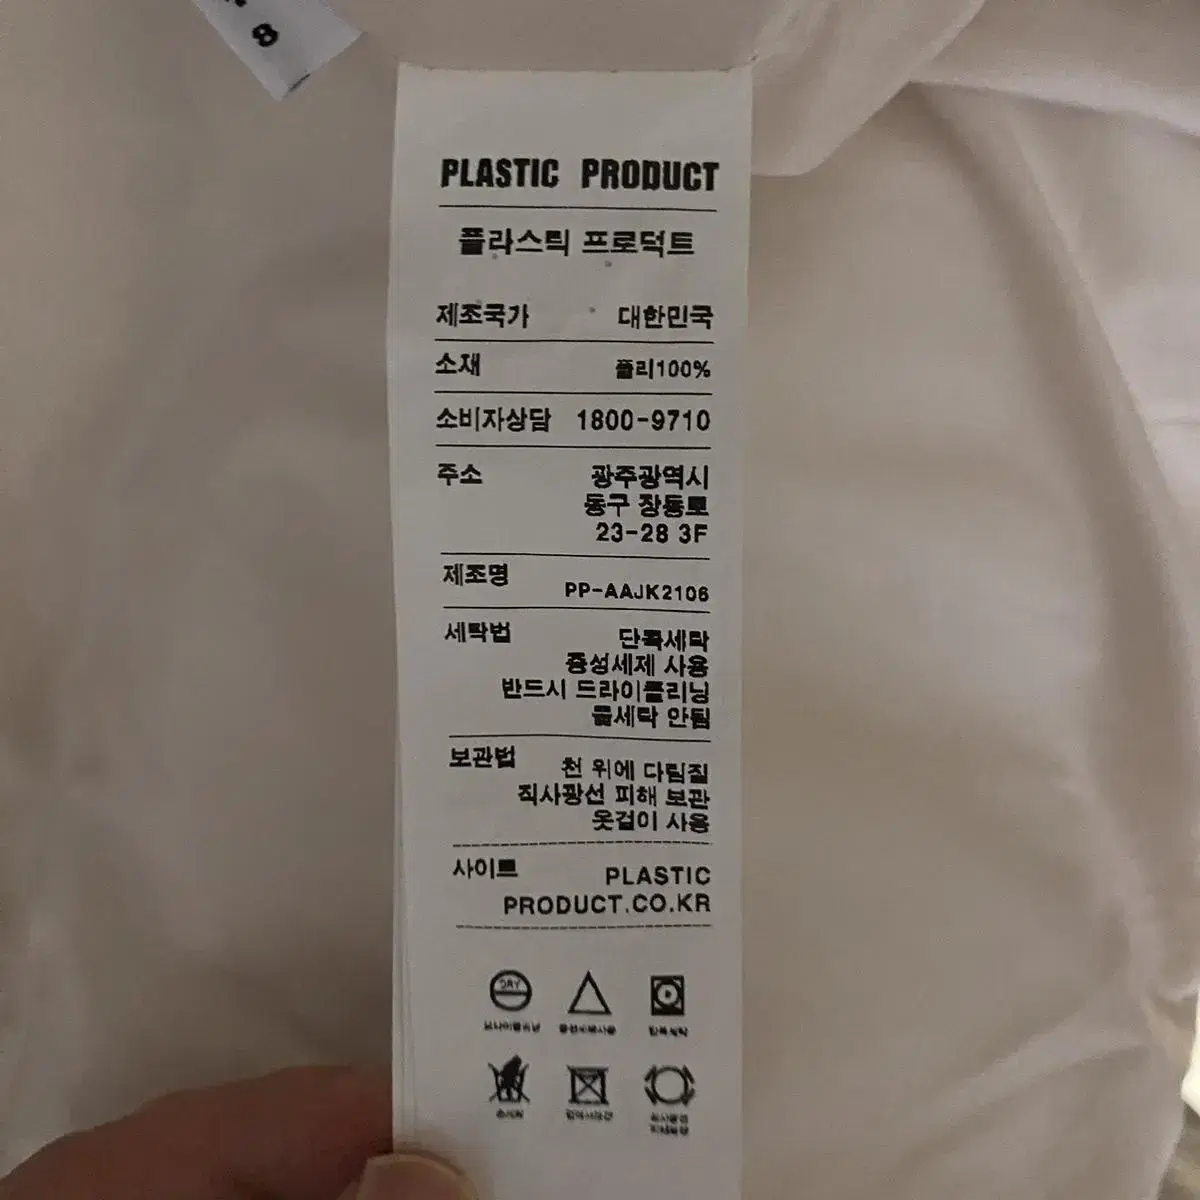 8
PLASTIC PRODUCT
플라스틱 프로덕트
제조국가 대한민국
소재 폴리100%
소비자상담 1800-9710
주소 광주광역시
동구 장동로
23-28 3F
제조명 PP-AAJK2106
세탁법 단독세탁
중성세제 사용
반드시 드라이클리닝
물세탁 안됨
보관법 천 위에 다림질
직사광선 피해 보관
옷걸이 사용
사이트 PLASTIC
PRODUCT.CO.KR
DRY